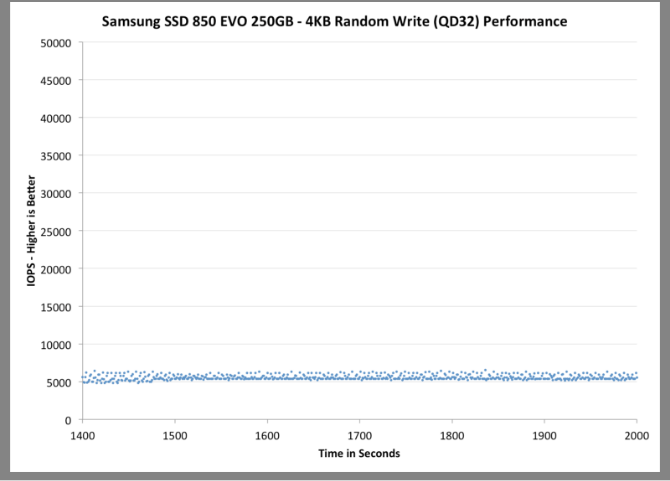 Samsung SSD 850 EVO 250GB - 4KB Random Write (QD32) Performance
50000
45000
40000
35000
30000
25000
20000
15000
10000
5000
0
IOPS - Higher is Better
1400 1500 1600 1700 1800 1900 2000
Time in Seconds